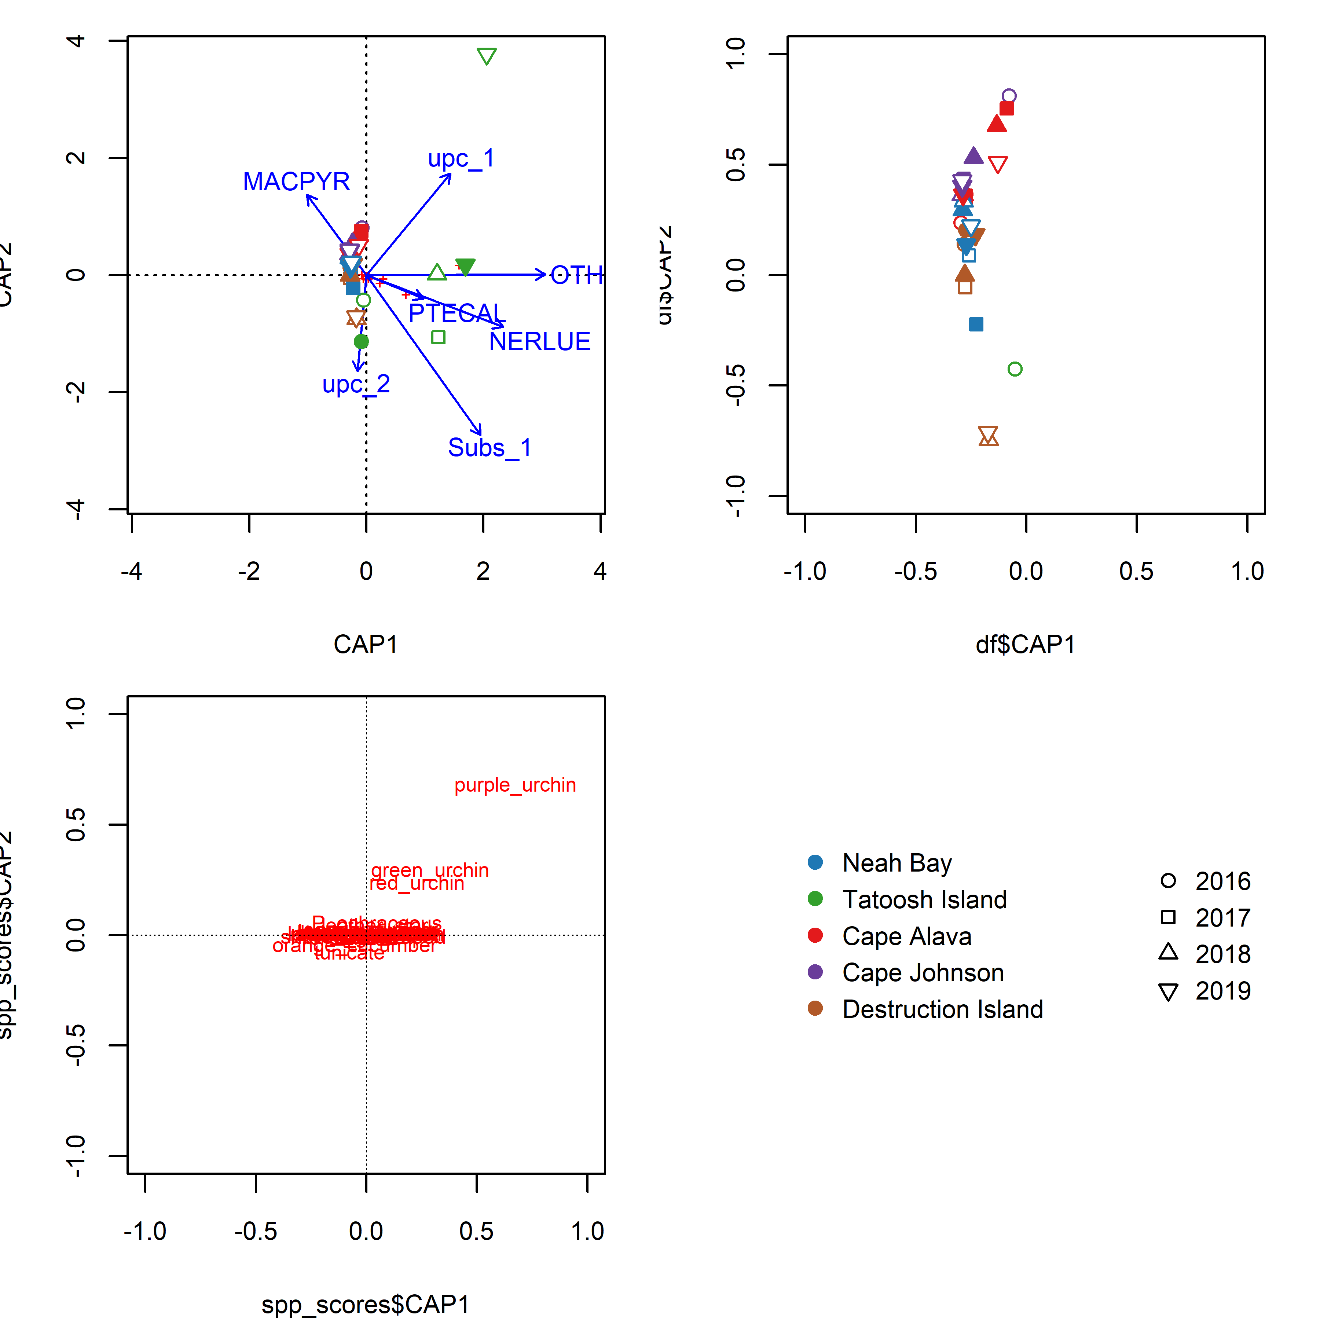 4
2
0
-2
-4
CAP2
upc_1
MACPYR
OTH
PTECAL
NERLUE
upc_2
Subs_1
-4
-2
0
2
4
CAP1
1.0
0.5
0.0
-0.5
-1.0
df$CAP2
-1.0
-0.5
0.0
0.5
1.0
df$CAP1
1.0
0.5
0.0
-0.5
-1.0
spp_scores$CAP2
purple_urchin
green_urchin
red_urchin
orange_cucumber
tunicate
-1.0
-0.5
0.0
0.5
1.0
spp_scores$CAP1
Neah Bay
Tatoosh Island
Cape Alava
Cape Johnson
Destruction Island
2016
2017
2018
2019